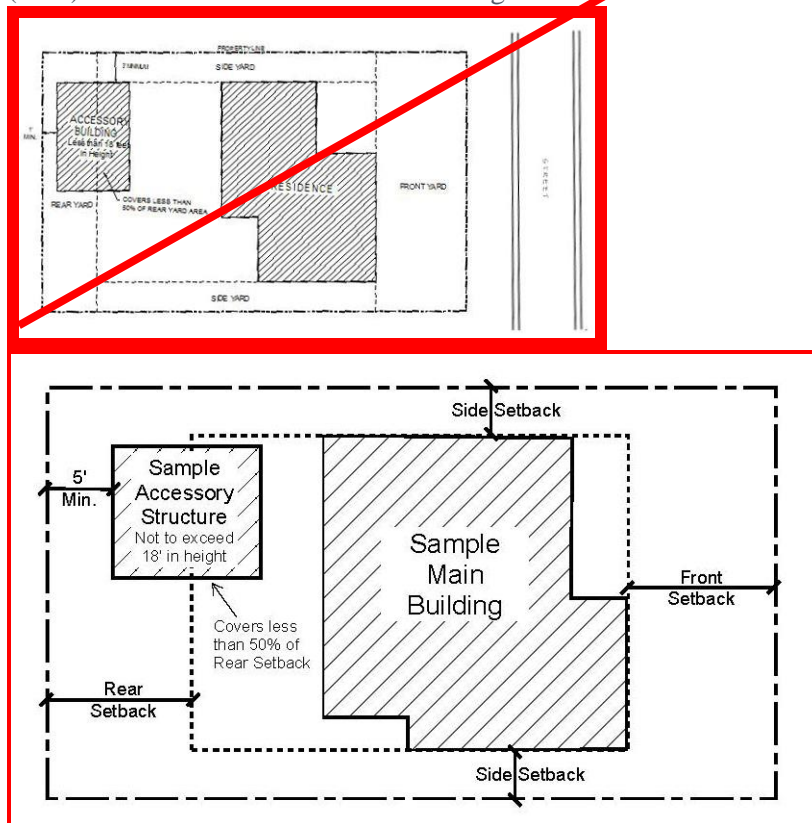 PROPERTY LINE
SIDE YARD
ACCESSORY
BUILDING
Less than 18 feet
in Height
MIN.
RESIDENCE
FRONT YARD
STREET
COVERS LESS THAN
50% OF REAR YARD AREA
REAR YARD
SIDE YARD
Side Setback
5'
Min.
Sample
Accessory
Structure
Not to exceed
18' in height
Sample
Main
Building
Front
Setback
Covers less
than 50% of
Rear Setback
Rear
Setback
Side Setback